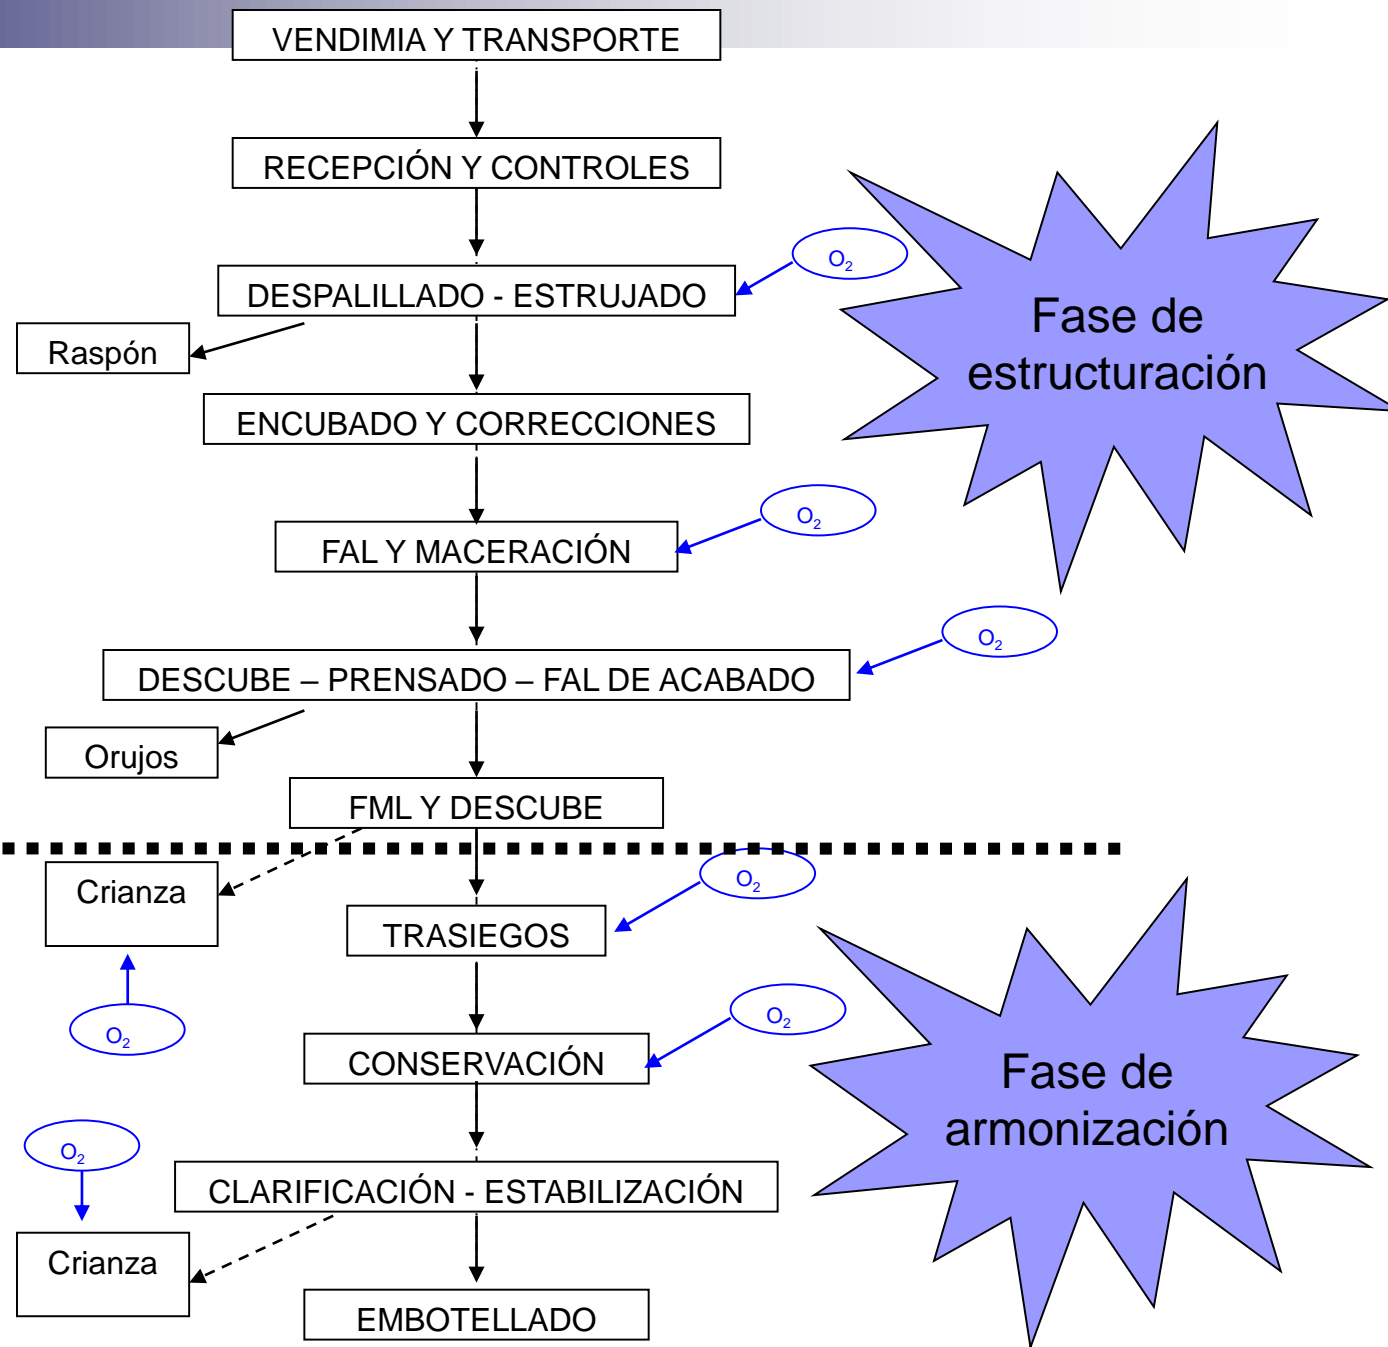 VENDIMIA Y TRANSPORTE
RECEPCIÓN Y CONTROLES
O₂
DESPALILLADO - ESTRUJADO
Raspón
Fase de
estructuración
ENCUBADO Y CORRECCIONES
O₂
FAL Y MACERACIÓN
O₂
DESCUBE – PRENSADO – FAL DE ACABADO
Orujos
FML Y DESCUBE
Crianza
O₂
TRASIEGOS
O₂
O₂
CONSERVACIÓN
Fase de
armonización
O₂
CLARIFICACIÓN - ESTABILIZACIÓN
Crianza
EMBOTELLADO